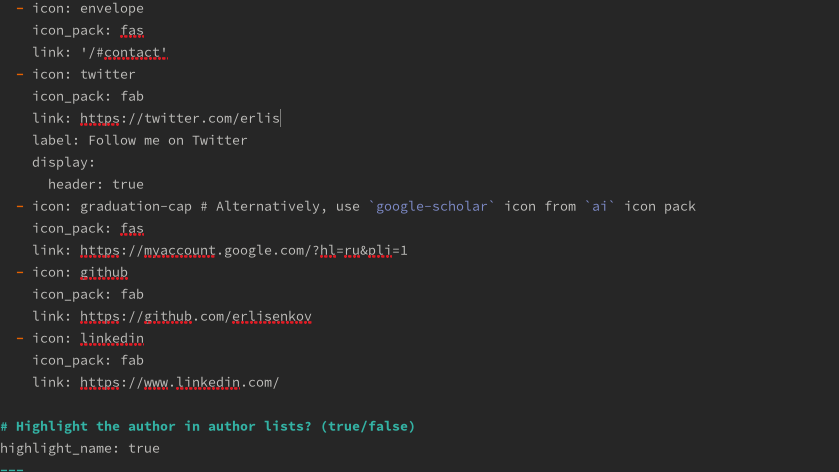 - icon: envelope
  icon_pack: fas
  link: '/#contact'
- icon: twitter
  icon_pack: fab
  link: https://twitter.com/erlis
  label: Follow me on Twitter
  display:
    header: true
- icon: graduation-cap # Alternatively, use `google-scholar` icon from `ai` icon pack
  icon_pack: fas
  link: https://myaccount.google.com/?hl=ru&pli=1
- icon: github
  icon_pack: fab
  link: https://github.com/erlisenkov
- icon: linkedin
  icon_pack: fab
  link: https://www.linkedin.com/

# Highlight the author in author lists? (true/false)
highlight_name: true
---